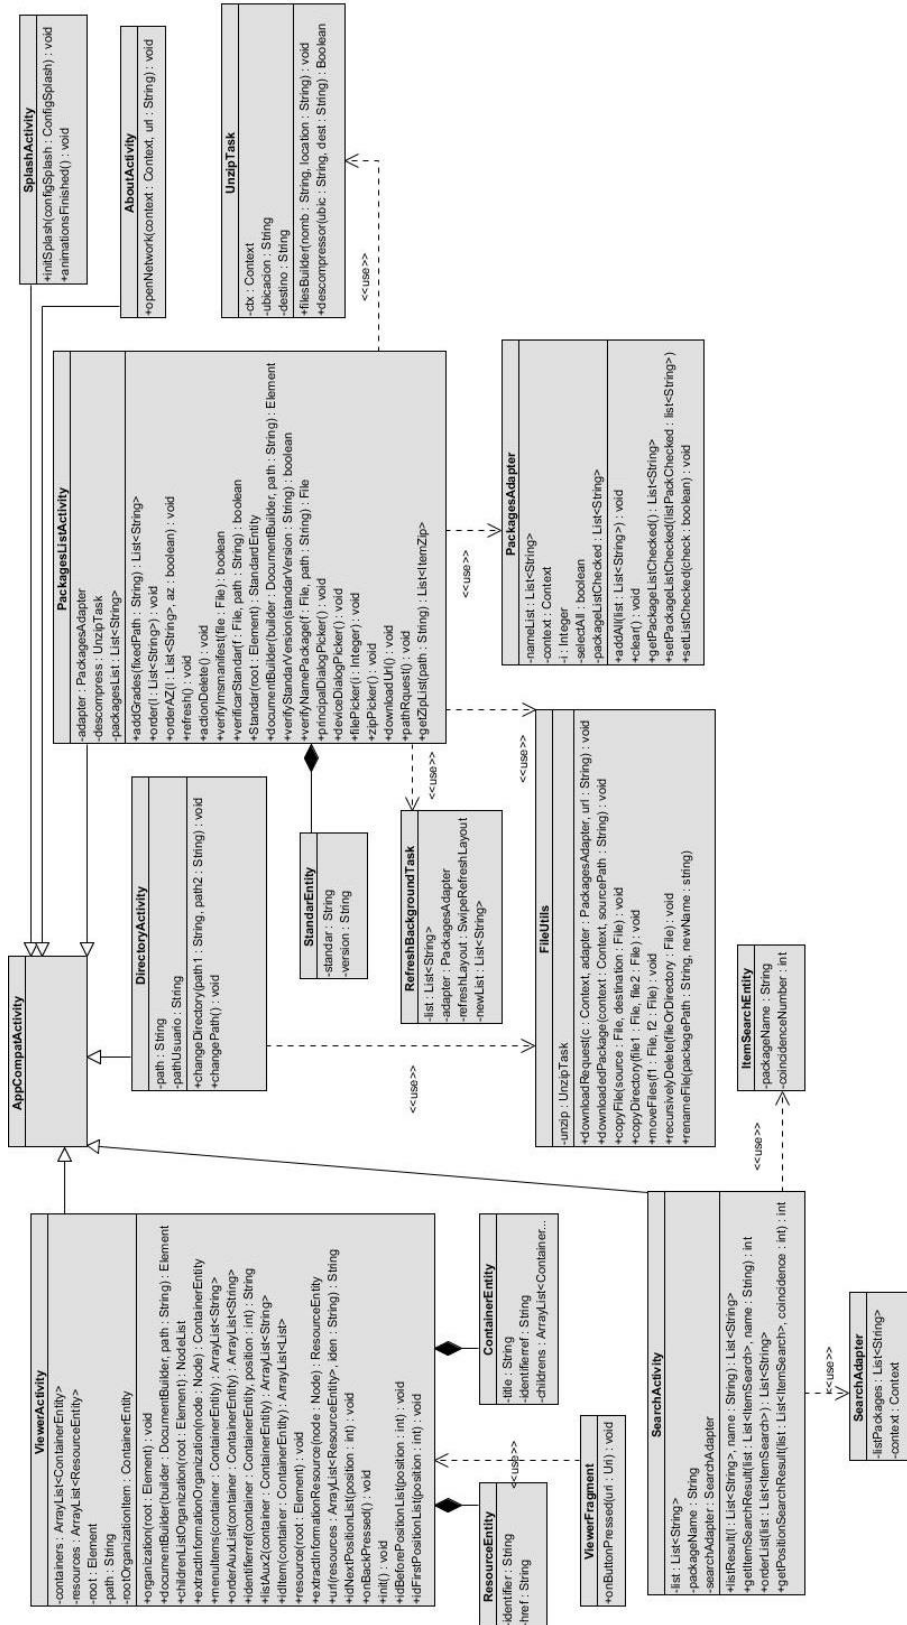 SplashActivity
+initSplash(configSplash : ConfigSplash) : void
+animationsFinished() : void
AboutActivity
+openNetwork(context : Context, url : String) : void
UnzipTask
-ctx : Context
-ubicacion : String
-destino : String
+filesBuilder(nomb : String, location : String) : void
+descompressor(ubic : String, dest : String) : Boolean
<<use>>
PackagesListActivity
-adapter : PackagesAdapter
-descompress : UnzipTask
-packagesList : List<String>
+addGrades(fixedPath : String) : List<String>
+order(l : List<String>) : void
+orderAZ(l : List<String>, az : boolean) : void
+refresh() : void
+actionDelete() : void
+verifyImsmanifest(file : File) : boolean
+verificarStandar(f : File, path : String) : boolean
+Standar(root : Element) : StandarEntity
+documentBuilder(builder : DocumentBuilder, path : String) : Element
+verifyStandarVersion(standarVersion : String) : boolean
+verifyNamePackage(f : File, path : String) : File
+principalDialogPicker() : void
+deviceDialogPicker() : void
+filePicker(i : Integer) : void
+zipPicker() : void
+downloadUrl() : void
+pathRquest() : void
+getZipList(path : String) : List<ItemZip>
<<use>>
PackagesAdapter
-nameList : List<String>
-context : Context
-i : Integer
-selectAll : boolean
-packageListChecked : List<String>
+addAll(list : List<String>) : void
+clear() : void
+getPackageListChecked() : List<String>
+setPackageListChecked(listPackChecked : list<String>)
+setListChecked(check : boolean) : void
AppCompatActivity
DirectoryActivity
-path : String
-pathUsuario : String
+changeDirectory(path1 : String, path2 : String) : void
+changePath() : void
StandarEntity
-standar : String
-version : String
<<use>>
RefreshBackgroundTask
-list : List<String>
-adapter : PackagesAdapter
-refreshLayout : SwipeRefreshLayout
-newList : List<String>
<<use>>
<<use>>
FileUtils
-unzip : UnzipTask
+downloadRequest(c : Context, adapter : PackagesAdapter, url : String) : void
+downloadedPackage(context : Context, sourcePath : String) : void
+copyFile(source : File, destination : File) : void
+copyDirectory(file1 : File, file2 : File) : void
+moveFiles(f1 : File, f2 : File) : void
+recursivelyDelete(fileOrDirectory : File) : void
+renameFile(packagePath : String, newName : string)
ItemSearchEntity
-packageName : String
-coincidenceNumber : int
<<use>>
ViewerActivity
-containers : ArrayList<ContainerEntity>
-resources : ArrayList<ResourceEntity>
-root : Element
-path : String
-rootOrganizationItem : ContainerEntity
+organization(root : Element) : void
+documentBuilder(builder : DocumentBuilder, path : String) : Element
+childrenListOrganization(root : Element) : NodeList
+extractInformationOrganization(node : Node) : ContainerEntity
+menuItems(container : ContainerEntity) : ArrayList<String>
+orderAuxList(container : ContainerEntity) : ArrayList<String>
+identifierref(container : ContainerEntity, position : int) : String
+listAux2(container : ContainerEntity) : ArrayList<String>
+idItem(container : ContainerEntity) : ArrayList<List>
+resource(root : Element) : void
+extractInformationResource(node : Node) : ResourceEntity
+url(resources : ArrayList<ResourceEntity>, iden : String) : String
+idNextPositionList(position : int) : void
+onBackPressed() : void
+init() : void
+idBeforePositionList(position : int) : void
+idFirstPositionList(position : int) : void
ContainerEntity
-title : String
-identifierref : String
-childrens : ArrayList<Container...
ResourceEntity
-identifier : String
-href : String
<<use>>
ViewerFragment
+onButtonPressed(url : Uri) : void
SearchActivity
-list : List<String>
-packageName : String
-searchAdapter : SearchAdapter
+listResult(l : List<String>, name : String) : List<String>
+getItemSearchResult(list : List<ItemSearch>, name : String) : int
+orderList(list : List<ItemSearch>) : List<String>
+getPositionSearchResult(list : List<ItemSearch>, coincidence : int) : int
<<use>>
SearchAdapter
-listPackages : List<String>
-context : Context